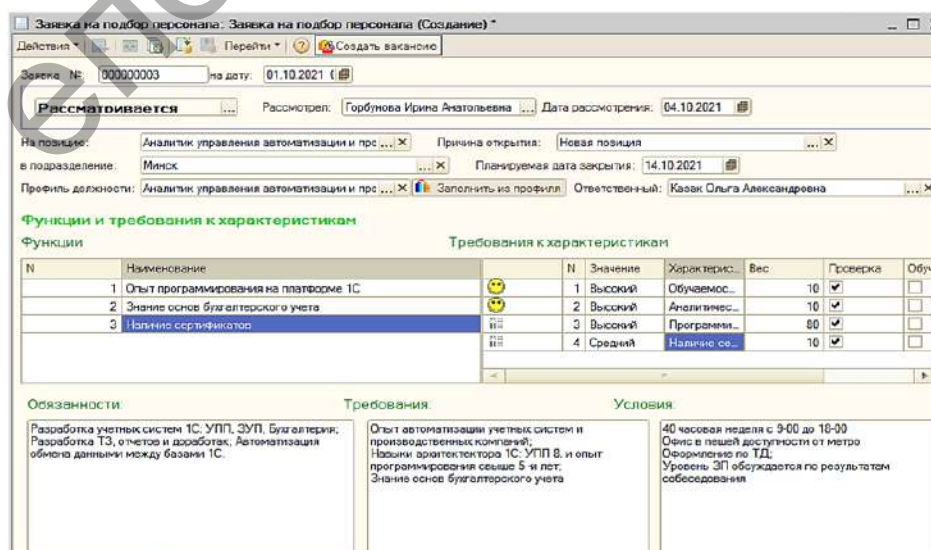 Заявка на подбор персонала: Заявка на подбор персонала (Создание) *
Действия Перейти ? Создать вакансию
Заявка № 000000003 на дату: 01.10.2021 (
Рассматривается ... Рассмотрел: Горбунова Ирина Анатольевна ... Дата рассмотрения: 04.10.2021
На позицию: Аналитик управления автоматизации и прс ... × Причина открытия: Новая позиция ... ×
в подразделение: Минск ... × Планируемая дата закрытия: 14.10.2021
Профиль должности: Аналитик управления автоматизации и прс ... × Заполнить из профиля Ответственный: Казак Ольга Александровна ... ×
Функции и требования к характеристикам
Функции Требования к характеристикам
N Наименование N Значение Характерис... Вес Проверка Обуч
1 Опыт программирования на платформе 1С 1 Высокий Обучаемос... 10
2 Знание основ бухгалтерского учета 2 Высокий Аналитичес... 10
3 Наличие сертификатов 3 Высокий Программи... 80
4 Средний Наличие се... 10
Обязанности: Требования: Условия:
Разработка учетных систем 1С: УПП, ЗУП, Бухгалтерия; Опыт автоматизации учетных систем и 40 часовая неделя с 9-00 до 18-00
Разработка ТЗ, отчетов и доработак; Автоматизация производственных компаний; Офис в пешей доступности от метро
обмена данными между базами 1С. Навыки архитектектора 1С: УПП 8. и опыт Оформление по ТД;
программирования свыше 5 -и лет; Уровень ЗП обсуждается по результатам
Знание основ бухгалтерского учета собеседования